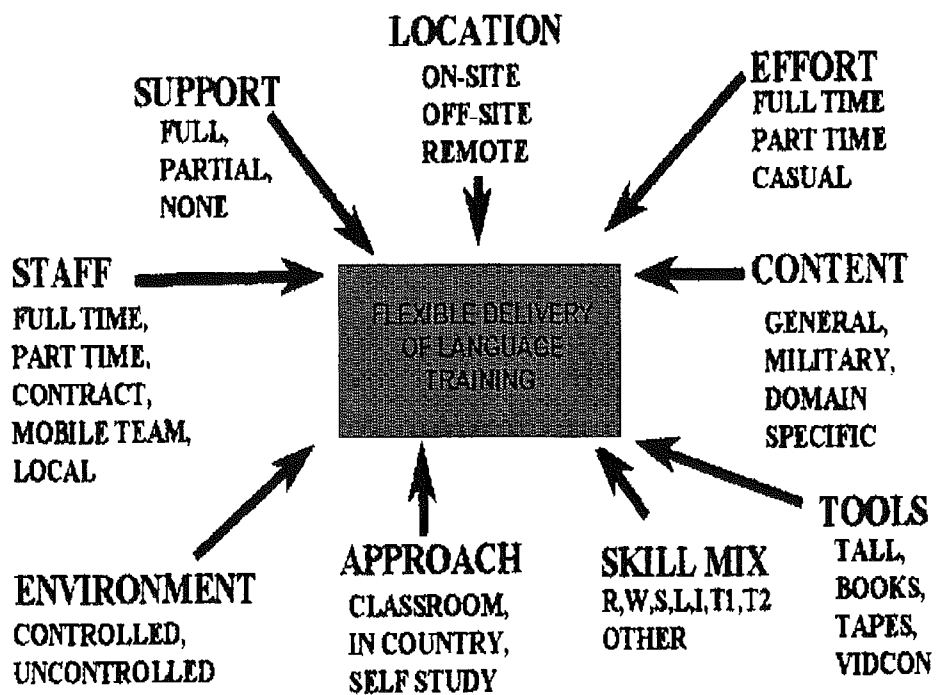 LOCATION
ON-SITE
OFF-SITE
REMOTE
SUPPORT
FULL,
PARTIAL,
NONE
EFFORT
FULL TIME
PART TIME
CASUAL
STAFF
FULL TIME,
PART TIME,
CONTRACT,
MOBILE TEAM,
LOCAL
FLEXIBLE DELIVERY
OF LANGUAGE
TRAINING
CONTENT
GENERAL,
MILITARY,
DOMAIN
SPECIFIC
ENVIRONMENT
CONTROLLED,
UNCONTROLLED
APPROACH
CLASSROOM,
IN COUNTRY,
SELF STUDY
SKILL MIX
R,W,S,L,I,T1,T2
OTHER
TOOLS
TALL,
BOOKS,
TAPES,
VIDCON